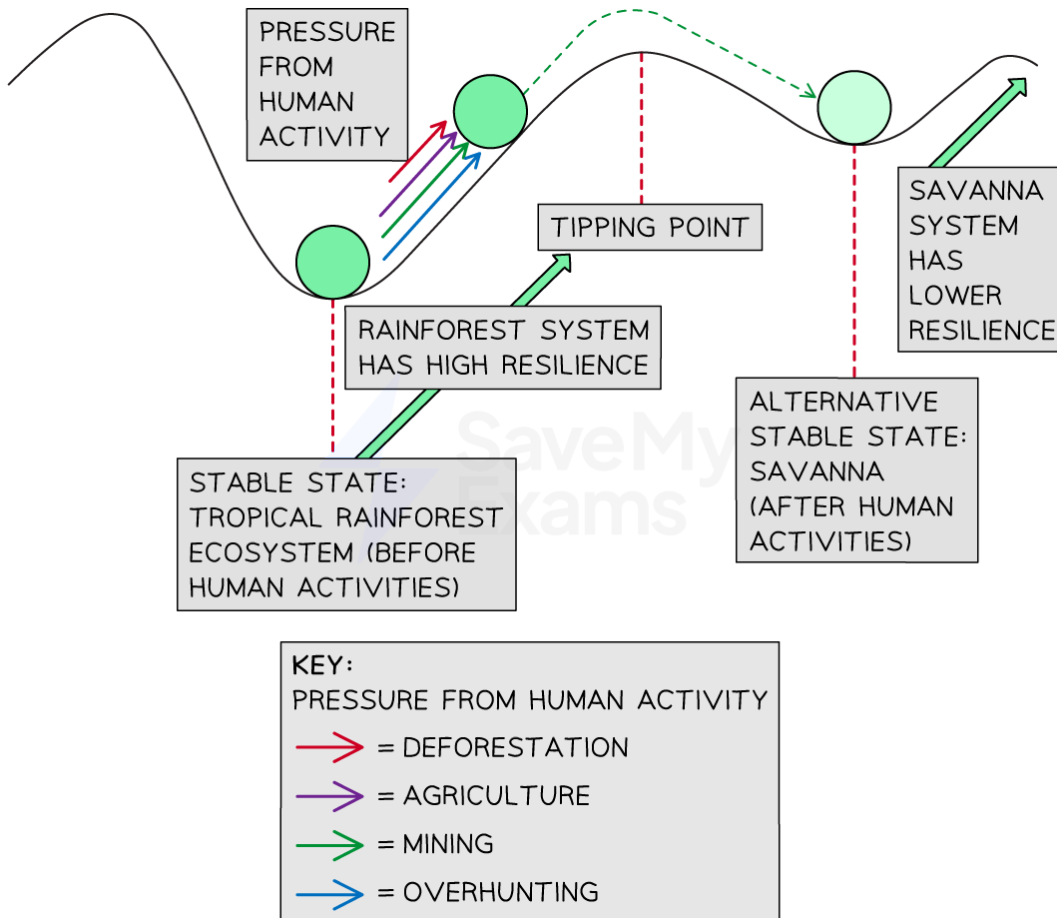 PRESSURE
FROM
HUMAN
ACTIVITY
TIPPING POINT
SAVANNA
SYSTEM
HAS
LOWER
RESILIENCE
RAINFOREST SYSTEM
HAS HIGH RESILIENCE
ALTERNATIVE
STABLE STATE:
SAVANNA
(AFTER HUMAN
ACTIVITIES)
STABLE STATE:
TROPICAL RAINFOREST
ECOSYSTEM (BEFORE
HUMAN ACTIVITIES)
SaveMy
Exams
KEY:
PRESSURE FROM HUMAN ACTIVITY
= DEFORESTATION
= AGRICULTURE
= MINING
= OVERHUNTING